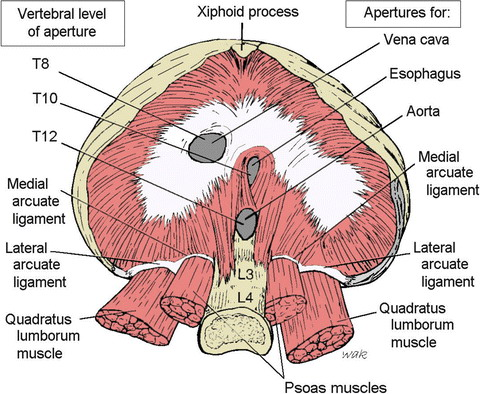 Vertebral level
of aperture
Xiphoid process
Apertures for:
Vena cava
Esophagus
Aorta
T8
T10
T12
Medial
arcuate
ligament
Medial
arcuate
ligament
Lateral
arcuate
ligament
Lateral
arcuate
ligament
L3
L4
Quadratus
lumborum
muscle
Quadratus
lumborum
muscle
wak
Psoas muscles